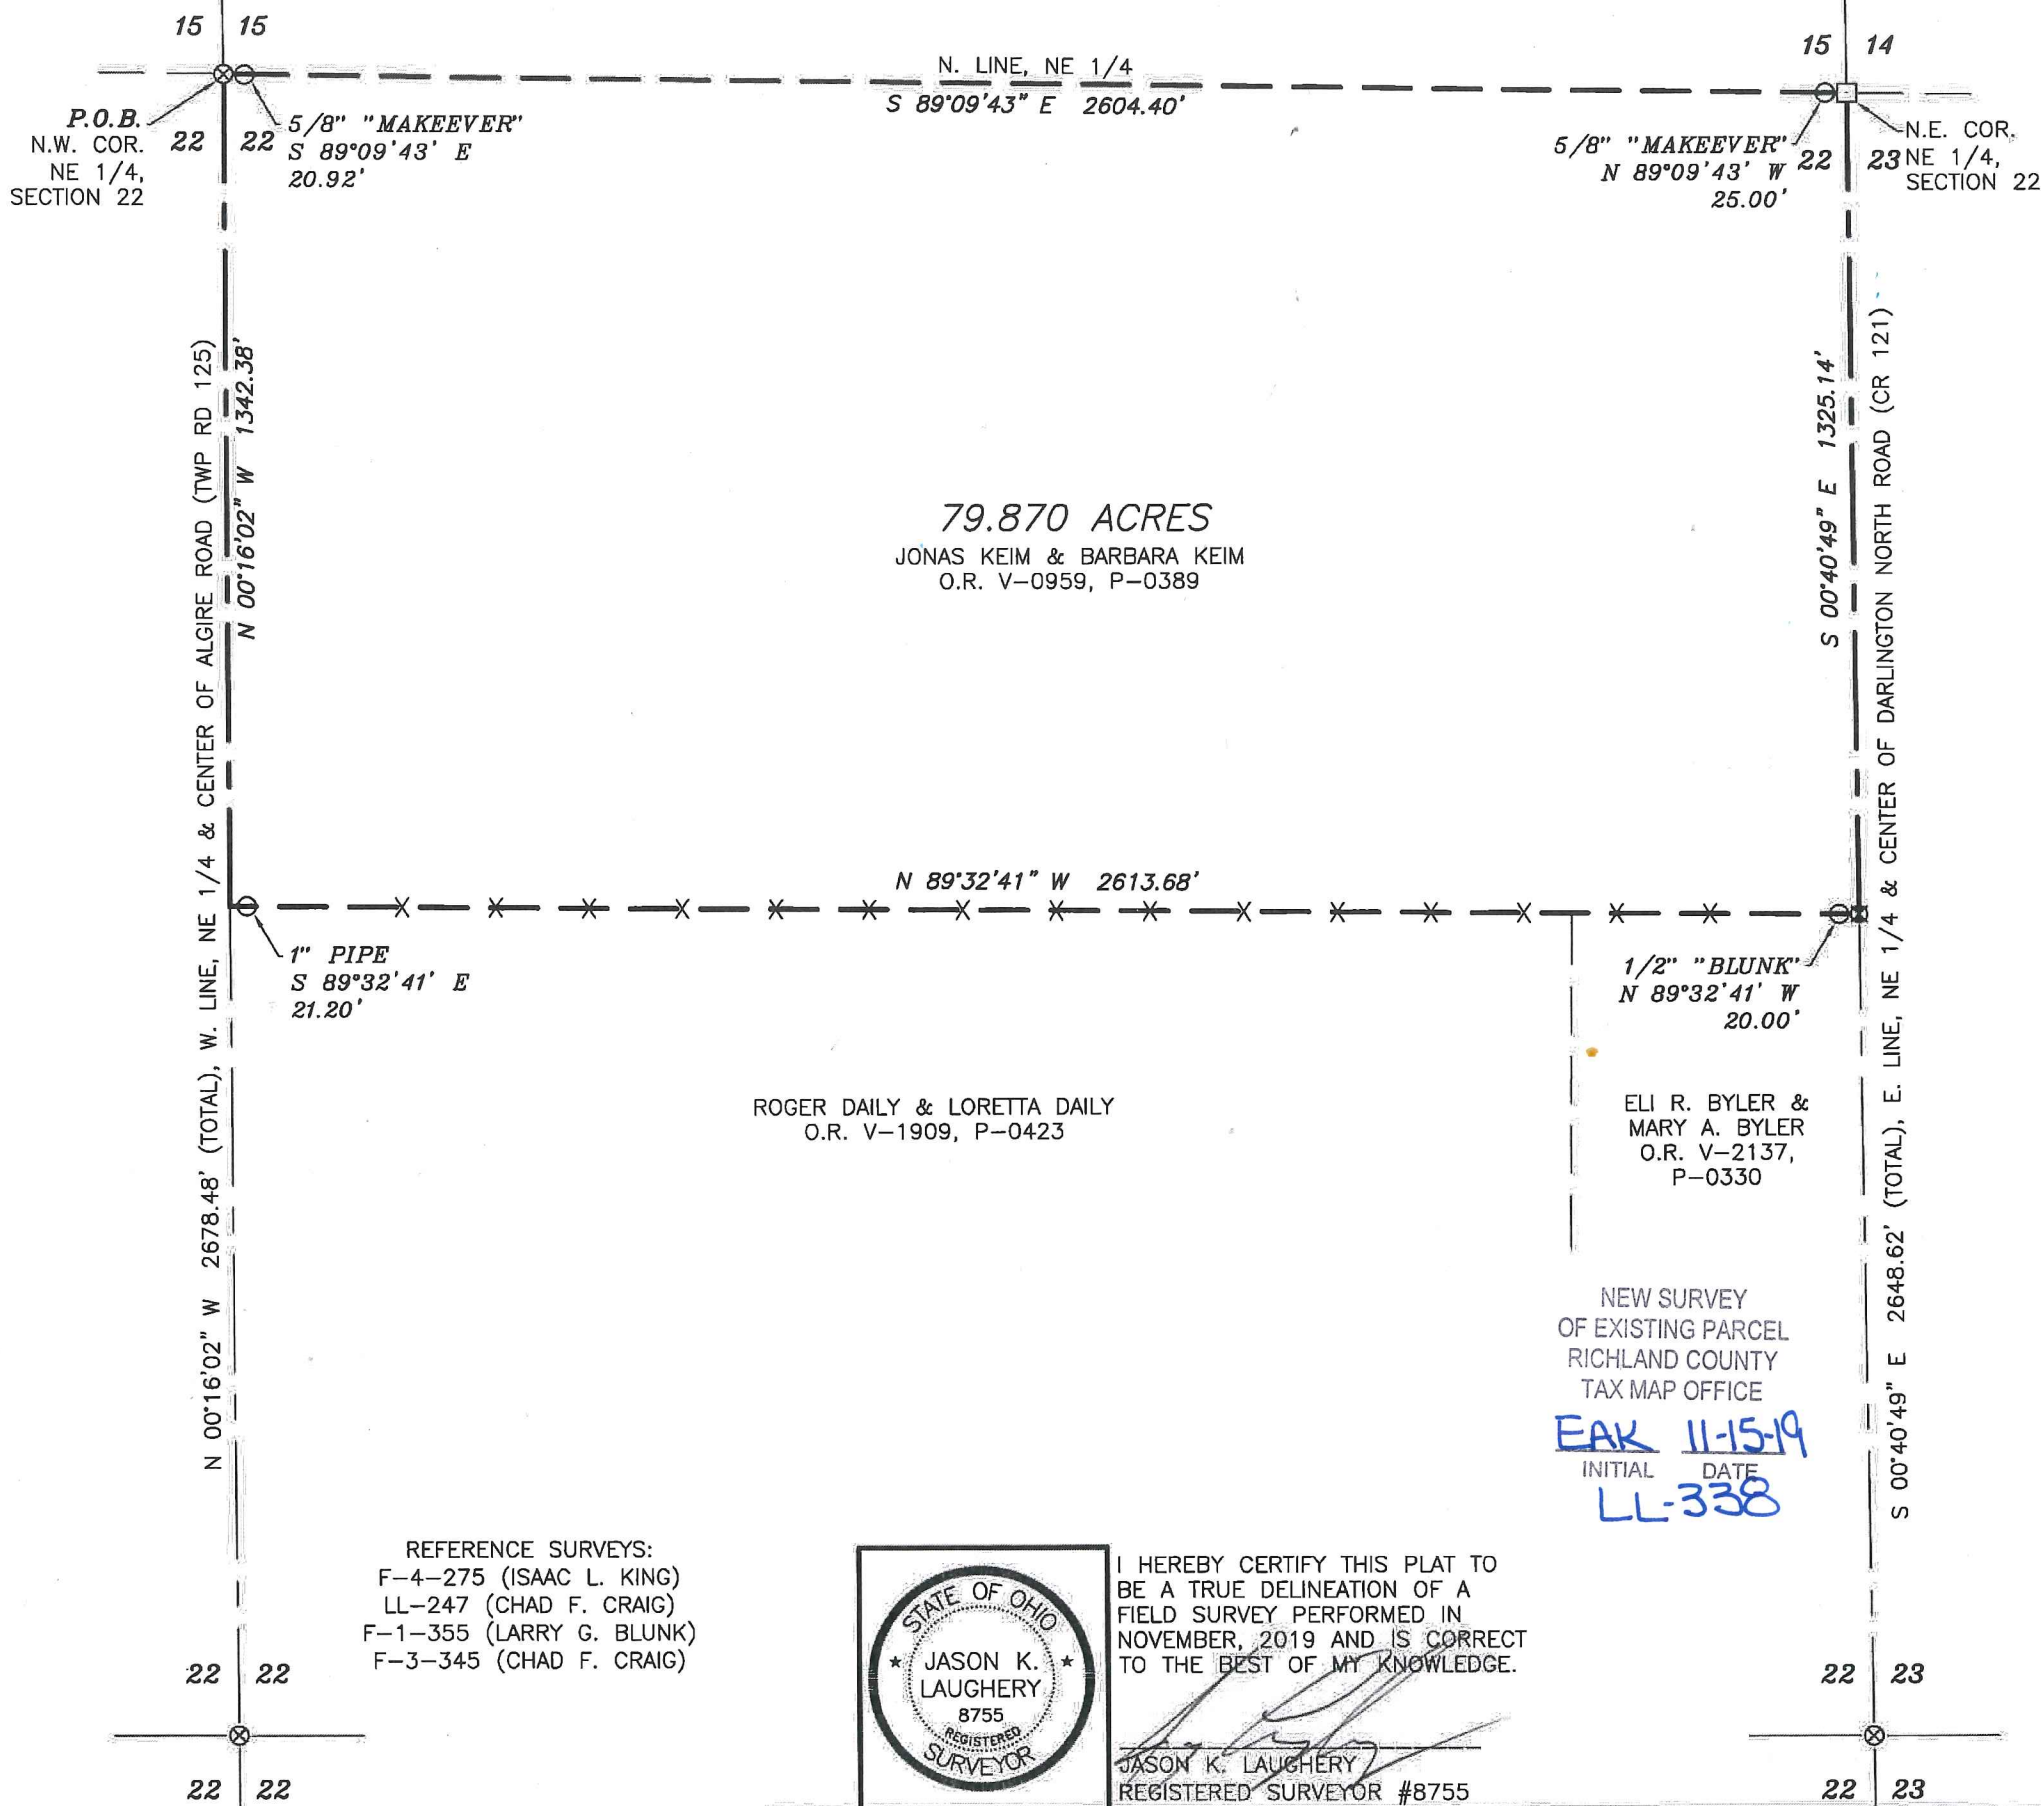 15 15
15 14
N. LINE, NE 1/4
S 89°09'43" E 2604.40'
P.O.B.
N.W. COR.
NE 1/4,
SECTION 22
22 22
5/8" "MAKEEVER"
S 89°09'43' E
20.92'
5/8" "MAKEEVER"
N 89°09'43' W
25.00'
22 23
N.E. COR.
NE 1/4,
SECTION 22
N 00°16'02" W 1342.38'
S 00°40'49" E 1325.14'
N 00°16'02" W 2678.48' (TOTAL), W. LINE, NE 1/4 & CENTER OF ALGIRE ROAD (TWP RD 125)
S 00°40'49" E 2648.62' (TOTAL), E. LINE, NE 1/4 & CENTER OF DARLINGTON NORTH ROAD (CR 121)
79.870 ACRES
JONAS KEIM & BARBARA KEIM
O.R. V-0959, P-0389
N 89°32'41" W 2613.68'
1" PIPE
S 89°32'41' E
21.20'
1/2" "BLUNK"
N 89°32'41' W
20.00'
ROGER DAILY & LORETTA DAILY
O.R. V-1909, P-0423
ELI R. BYLER &
MARY A. BYLER
O.R. V-2137,
P-0330
NEW SURVEY
OF EXISTING PARCEL
RICHLAND COUNTY
TAX MAP OFFICE
EAK 11-15-19
INITIAL DATE
LL-338
REFERENCE SURVEYS:
F-4-275 (ISAAC L. KING)
LL-247 (CHAD F. CRAIG)
F-1-355 (LARRY G. BLUNK)
F-3-345 (CHAD F. CRAIG)
STATE OF OHIO
JASON K.
LAUGHERY
8755
REGISTERED
SURVEYOR
I HEREBY CERTIFY THIS PLAT TO
BE A TRUE DELINEATION OF A
FIELD SURVEY PERFORMED IN
NOVEMBER, 2019 AND IS CORRECT
TO THE BEST OF MY KNOWLEDGE.
JASON K. LAUGHERY
REGISTERED SURVEYOR #8755
22 22
22 22
22 23
22 23